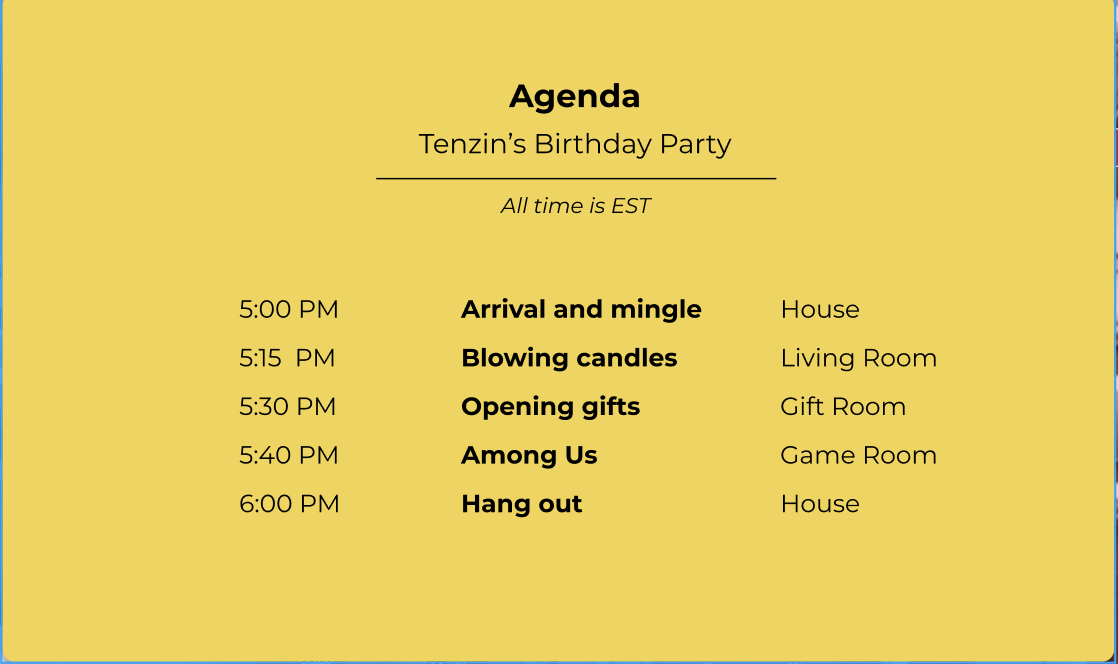 Agenda
Tenzin’s Birthday Party
All time is EST
5:00 PM Arrival and mingle House
5:15 PM Blowing candles Living Room
5:30 PM Opening gifts Gift Room
5:40 PM Among Us Game Room
6:00 PM Hang out House